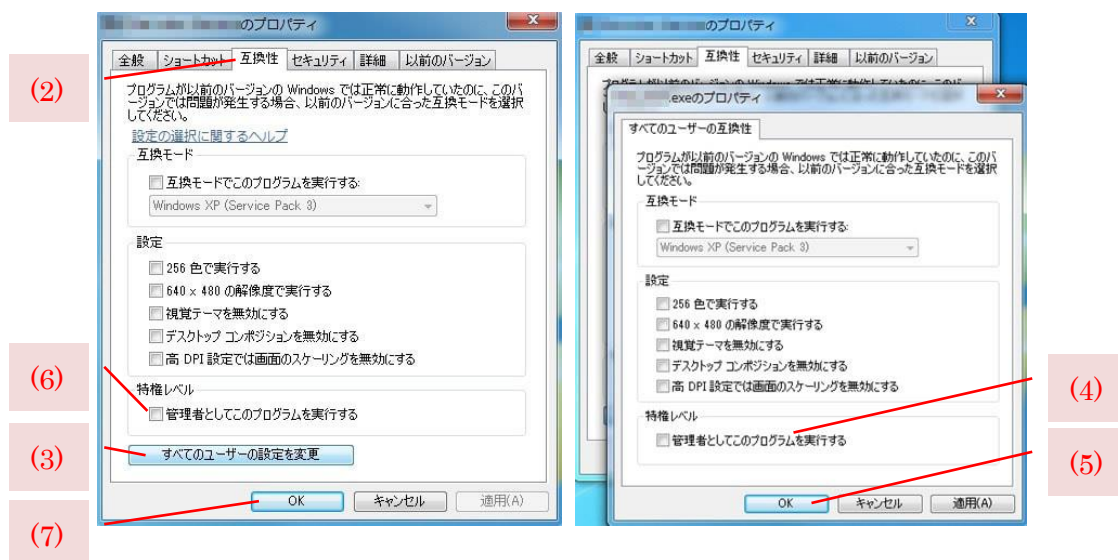 のプロパティ
全般 ショートカット 互換性 セキュリティ 詳細 以前のバージョン
(2)
プログラムが以前のバージョンの Windows では正常に動作していたのに、このバ
ージョンでは問題が発生する場合、以前のバージョンに合った互換モードを選択
してください。
設定の選択に関するヘルプ
互換モード
互換モードでこのプログラムを実行する:
Windows XP (Service Pack 3)
設定
256 色で実行する
640 × 480 の解像度で実行する
視覚テーマを無効にする
デスクトップ コンポジションを無効にする
高 DPI 設定では画面のスケーリングを無効にする
(6)
特権レベル
管理者としてこのプログラムを実行する
(3)
すべてのユーザーの設定を変更
OK キャンセル 適用(A)
(7)
のプロパティ
全般 ショートカット 互換性 セキュリティ 詳細 以前のバージョン
.exeのプロパティ
すべてのユーザーの互換性
プログラムが以前のバージョンの Windows では正常に動作していたのに、このバ
ージョンでは問題が発生する場合、以前のバージョンに合った互換モードを選択
してください。
互換モード
互換モードでこのプログラムを実行する:
Windows XP (Service Pack 3)
設定
256 色で実行する
640 × 480 の解像度で実行する
視覚テーマを無効にする
デスクトップ コンポジションを無効にする
高 DPI 設定では画面のスケーリングを無効にする
(4)
特権レベル
管理者としてこのプログラムを実行する
(5)
OK キャンセル 適用(A)